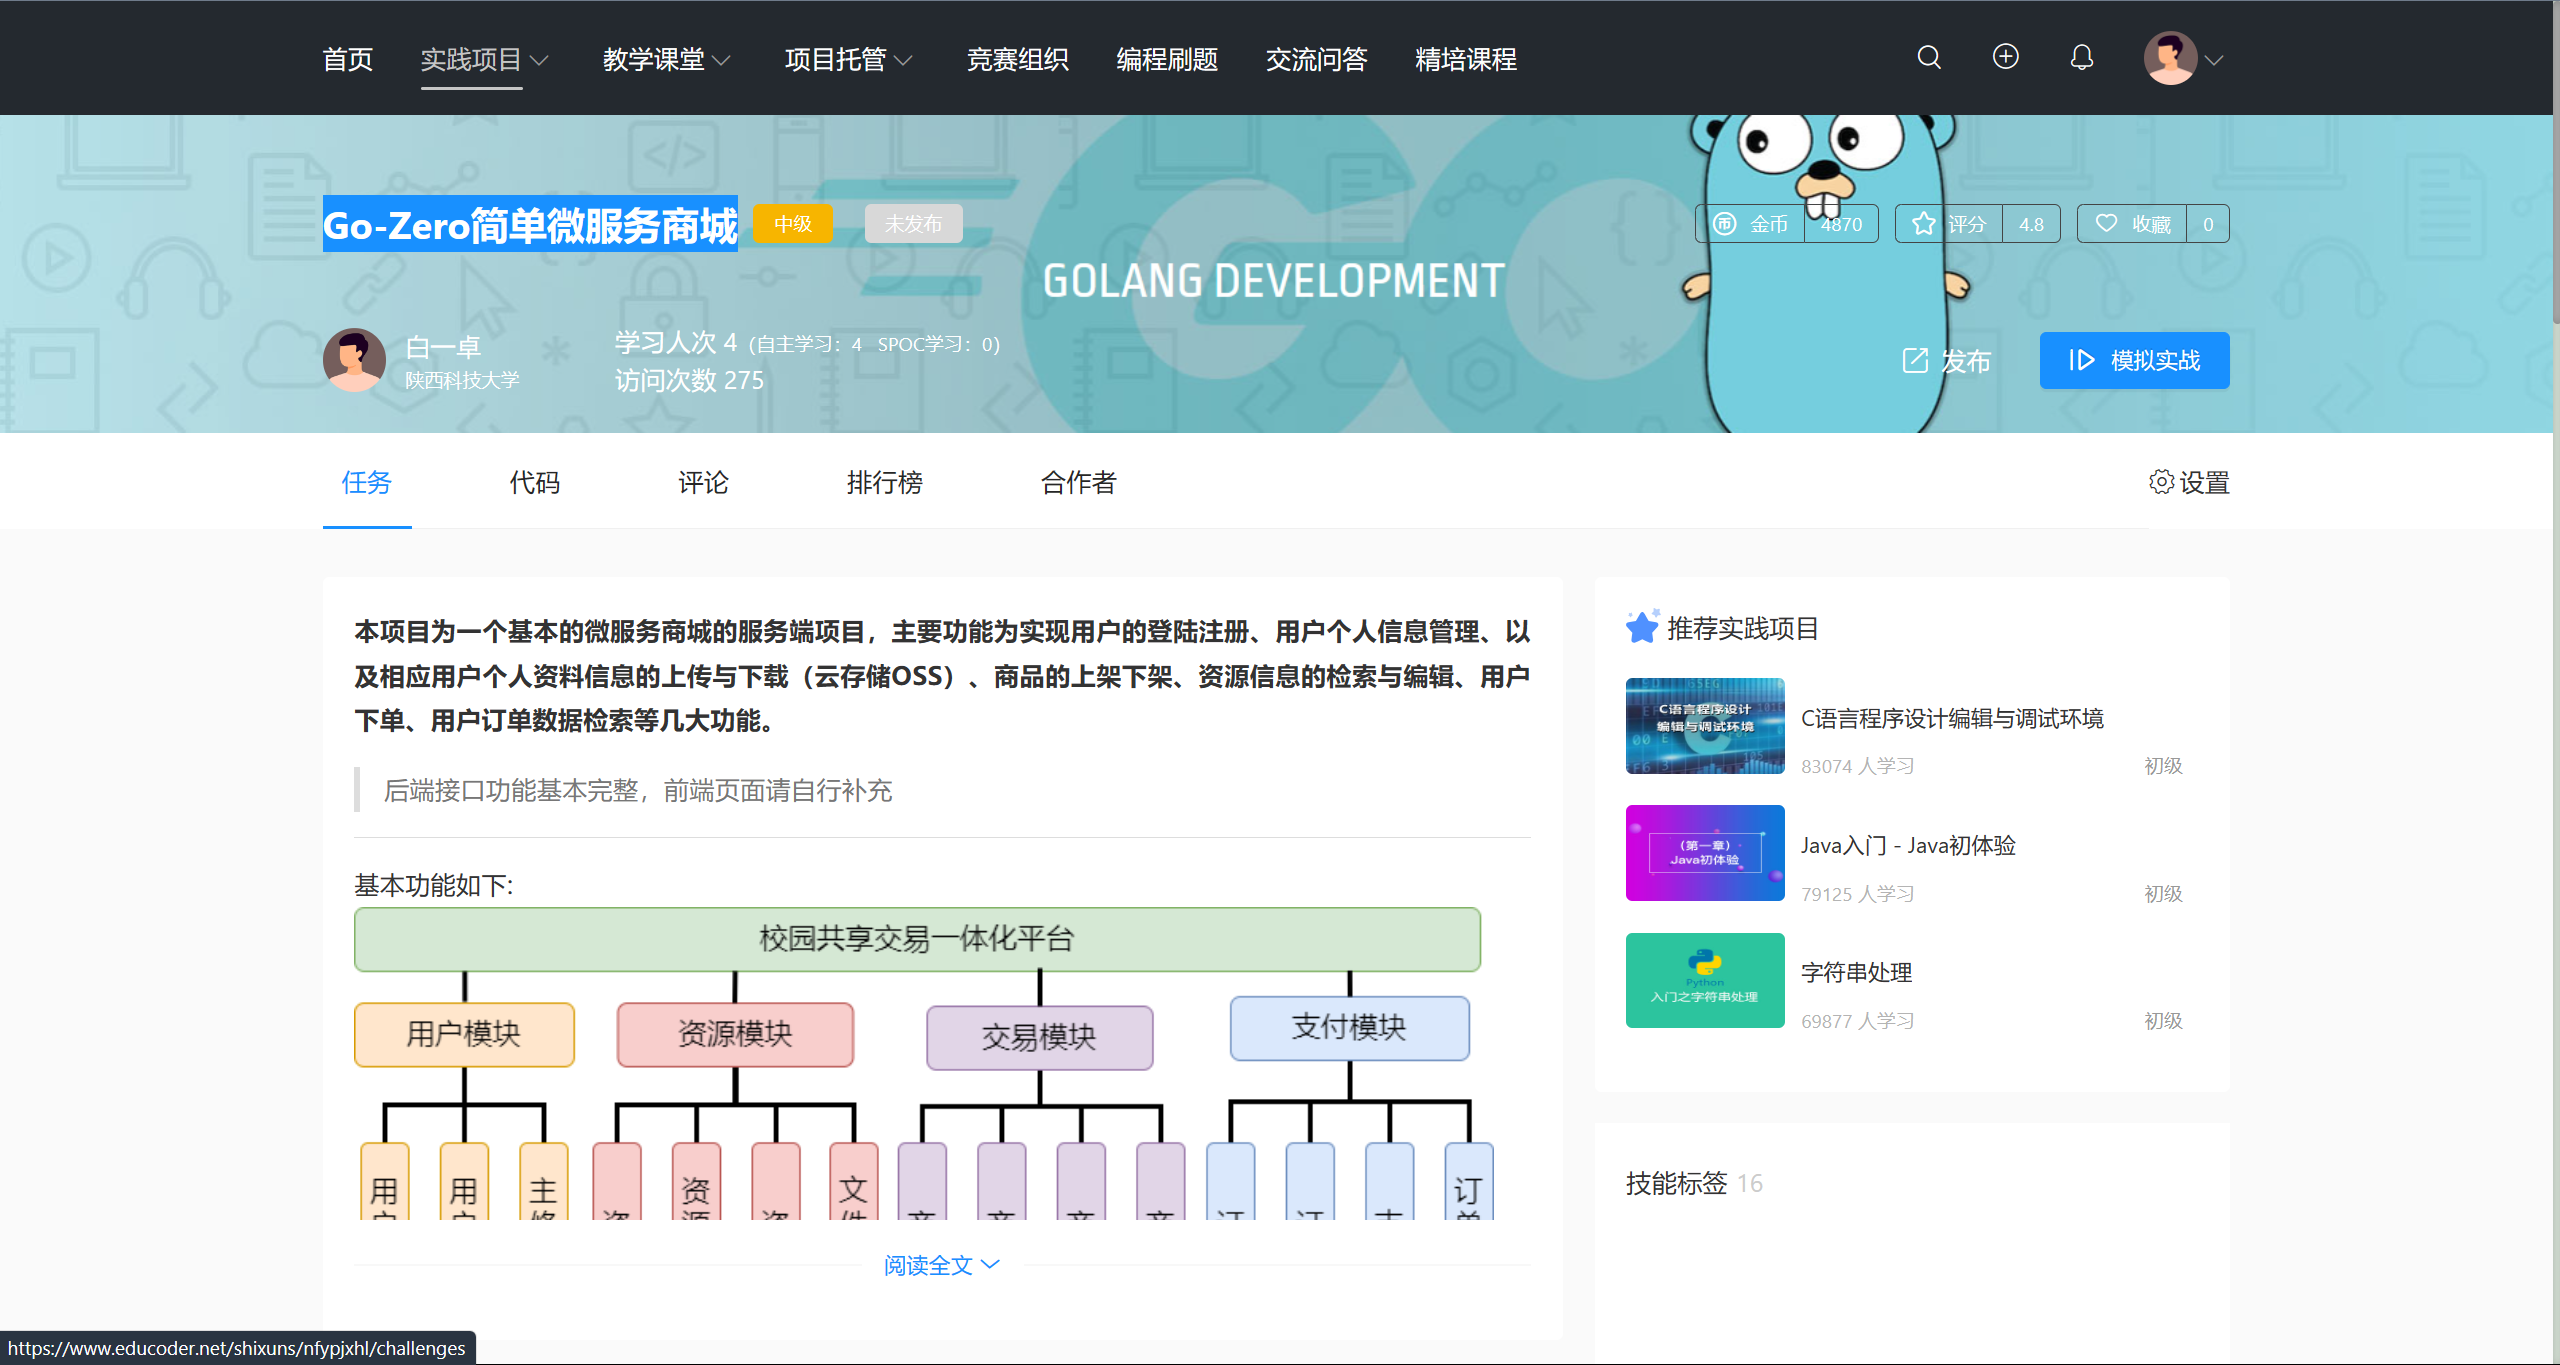 首页 实践项目 教学课堂 项目托管 竞赛组织 编程刷题 交流问答 精培课程
Go-Zero简单微服务商城 中级 未发布
金币 4870 评分 4.8 收藏 0
GOLANG DEVELOPMENT
白一卓
陕西科技大学
学习人次 4 (自主学习：4 SPOC学习：0)
访问次数 275
发布 模拟实战
任务 代码 评论 排行榜 合作者 设置
本项目为一个基本的微服务商城的服务端项目，主要功能为实现用户的登陆注册、用户个人信息管理、以
及相应用户个人资料信息的上传与下载（云存储OSS）、商品的上架下架、资源信息的检索与编辑、用户
下单、用户订单数据检索等几大功能。
后端接口功能基本完整，前端页面请自行补充
基本功能如下:
校园共享交易一体化平台
用户模块 资源模块 交易模块 支付模块
用 用 主 资 文 订
阅读全文
推荐实践项目
C语言程序设计
编辑与调试环境
C语言程序设计编辑与调试环境
83074 人学习 初级
（第一章）
Java初体验
Java入门 - Java初体验
79125 人学习 初级
Python
入门之字符串处理
字符串处理
69877 人学习 初级
技能标签 16
https://www.educoder.net/shixuns/nfypjxhl/challenges